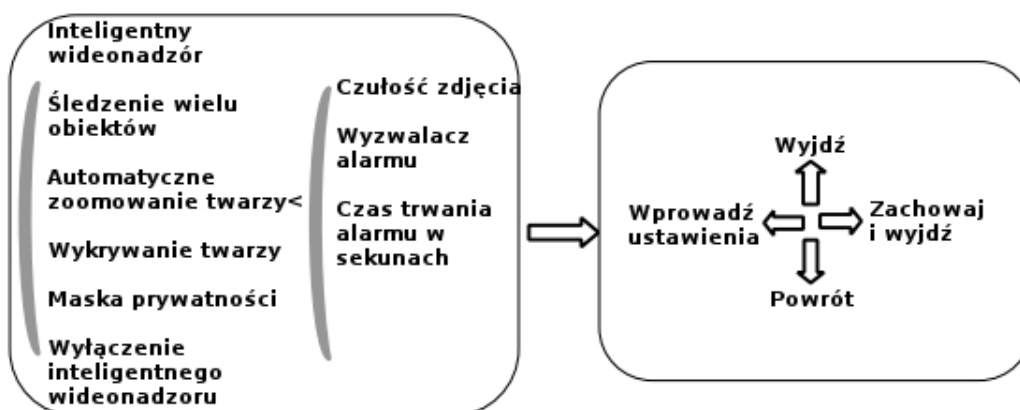 Inteligentny
wideonadzór
Śledzenie wielu
obiektów
Automatyczne
zoomowanie twarzy<
Wykrywanie twarzy
Maska prywatności
Wyłączenie
inteligentnego
wideonadzoru
Czułość zdjęcia
Wyzwalacz
alarmu
Czas trwania
alarmu w
sekunach
Wyjdź
Wprowadź
ustawienia
Zachowaj
i wyjdź
Powrót